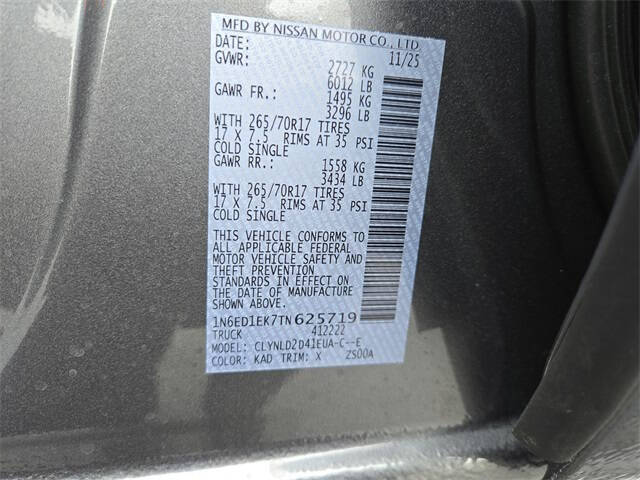 MFD BY NISSAN MOTOR CO., LTD.
DATE: 11/25
GVWR: 2727 KG
6012 LB
GAWR FR.: 1495 KG
3296 LB
WITH 265/70R17 TIRES
17 X 7.5 RIMS AT 35 PSI
COLD SINGLE
GAWR RR.: 1558 KG
3434 LB
WITH 265/70R17 TIRES
17 X 7.5 RIMS AT 35 PSI
COLD SINGLE
THIS VEHICLE CONFORMS TO
ALL APPLICABLE FEDERAL
MOTOR VEHICLE SAFETY AND
THEFT PREVENTION
STANDARDS IN EFFECT ON
THE DATE OF MANUFACTURE
SHOWN ABOVE.
1N6ED1EK7TN625719
TRUCK 412222
MODEL: CLYNLD2D41EUA-C--E
COLOR: KAD TRIM: X ZS00A